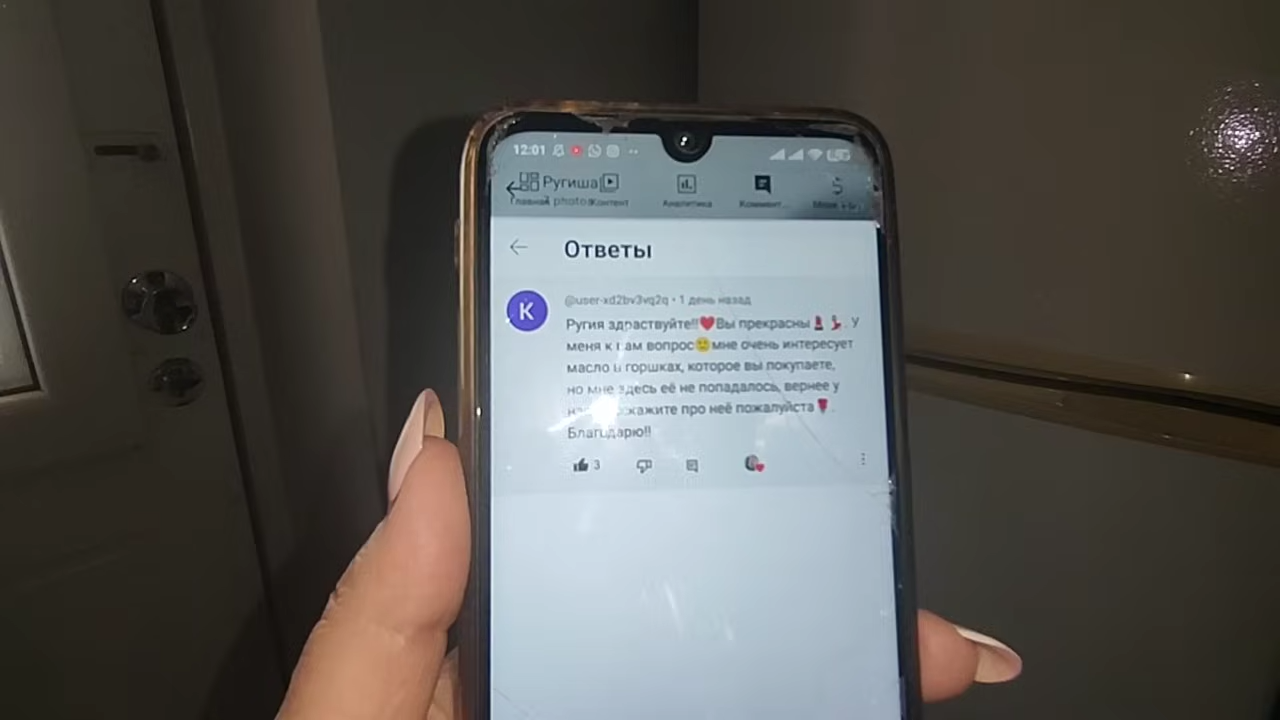 12:01
Ругиша
Главная photo Контент Аналитика Коммент...
Ответы
K
@user-xd2bv3vq2q • 1 день назад
Ругия здраствуйте!!❤️Вы прекрасны💄💃. У
меня к вам вопрос🙂мне очень интересует
масло в горшках, которое вы покупаете,
но мне здесь её не попадалось, вернее у
про неё пожалуйста🌹.
Благодарю!!
3